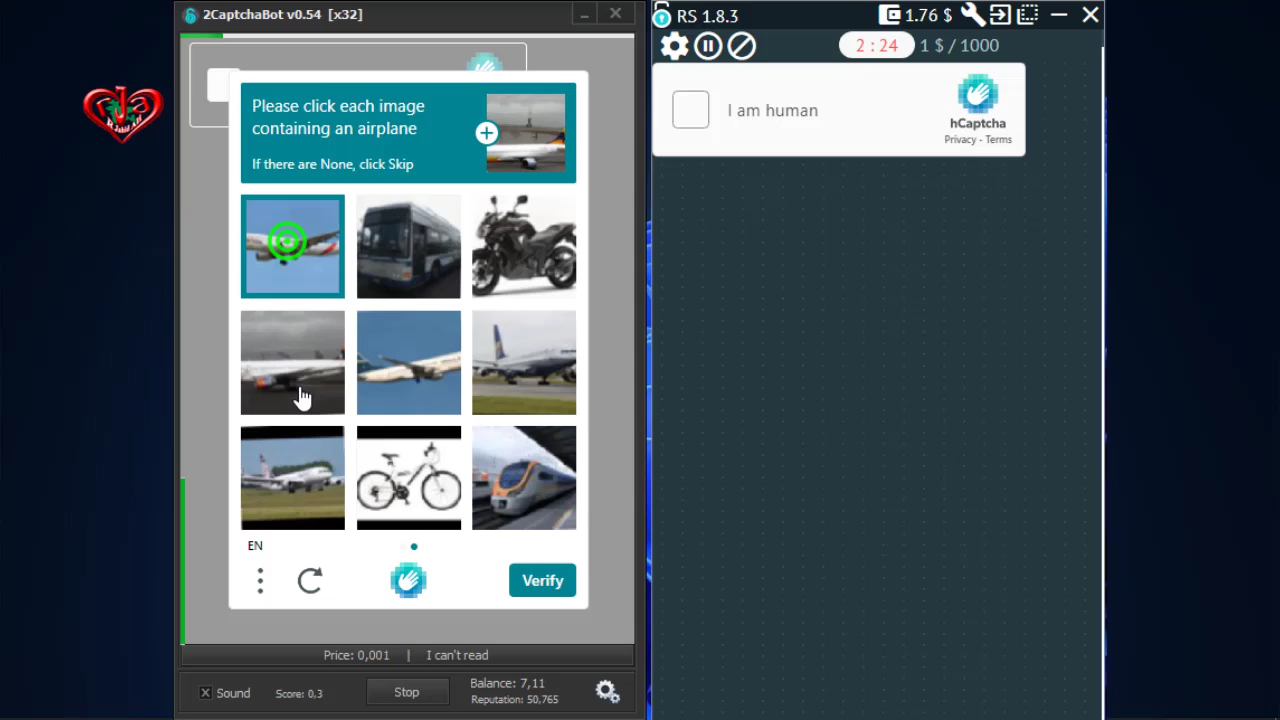 2CaptchaBot v0.54 [x32]
Please click each image
containing an airplane
If there are None, click Skip
EN
Verify
Price: 0,001 | I can't read
Sound
Score: 0,3
Stop
Balance: 7,11
Reputation: 50,765
RS 1.8.3
1.76 $
2 : 24
1 $ / 1000
I am human
hCaptcha
Privacy - Terms